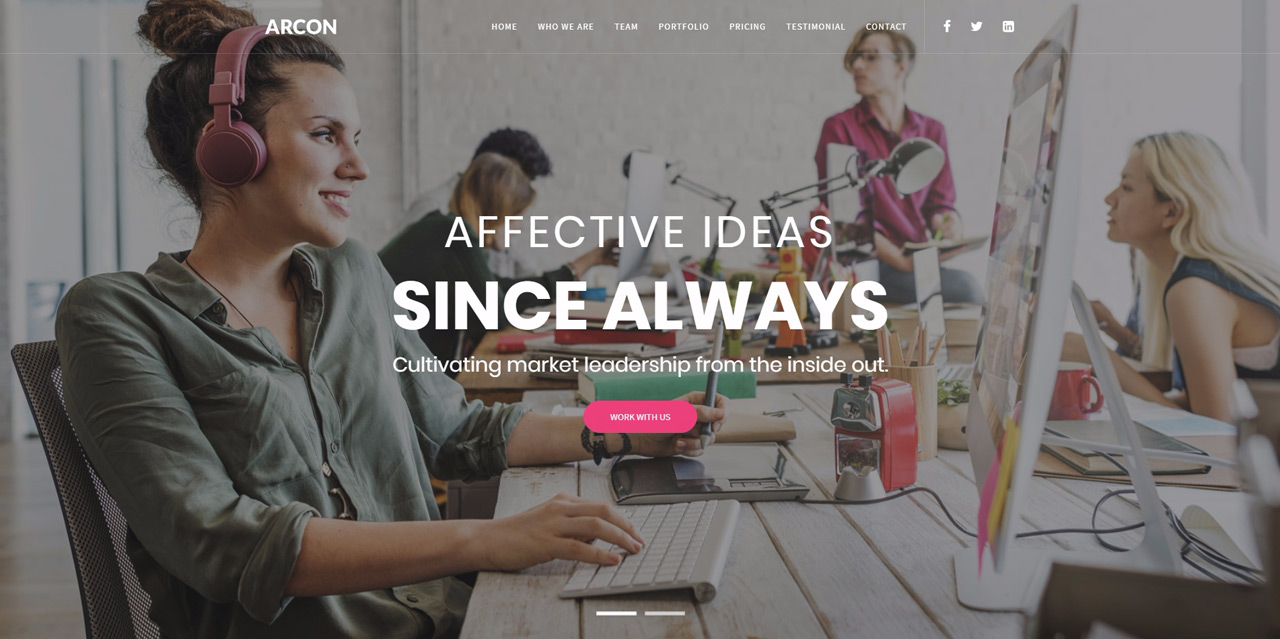 ARCON
HOME WHO WE ARE TEAM PORTFOLIO PRICING TESTIMONIAL CONTACT
AFFECTIVE IDEAS
SINCE ALWAYS
Cultivating market leadership from the inside out.
WORK WITH US